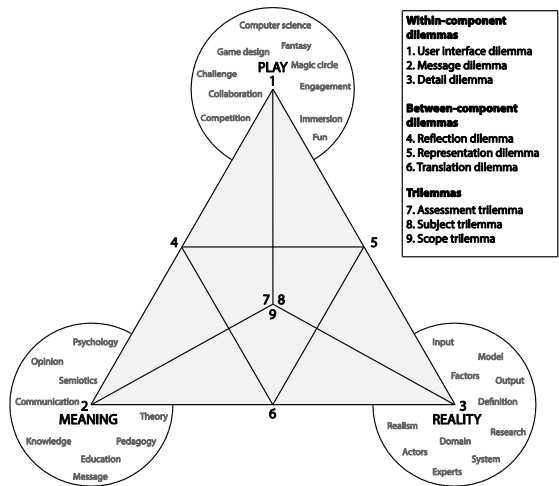 Computer science
Fantasy
Game design
PLAY
Magic circle
Challenge
1
Engagement
Collaboration
Competition
Immersion
Fun
Within-component
dilemmas
1. User interface dilemma
2. Message dilemma
3. Detail dilemma
Between-component
dilemmas
4. Reflection dilemma
5. Representation dilemma
6. Translation dilemma
Trilemmas
7. Assessment trilemma
8. Subject trilemma
9. Scope trilemma
4
5
7 8
9
Psychology
Opinion
Semiotics
Communication
2
MEANING
Theory
Knowledge
Pedagogy
Education
Message
6
Input
Model
Factors
Output
Definition
3
REALITY
Realism
Research
Domain
Actors
System
Experts